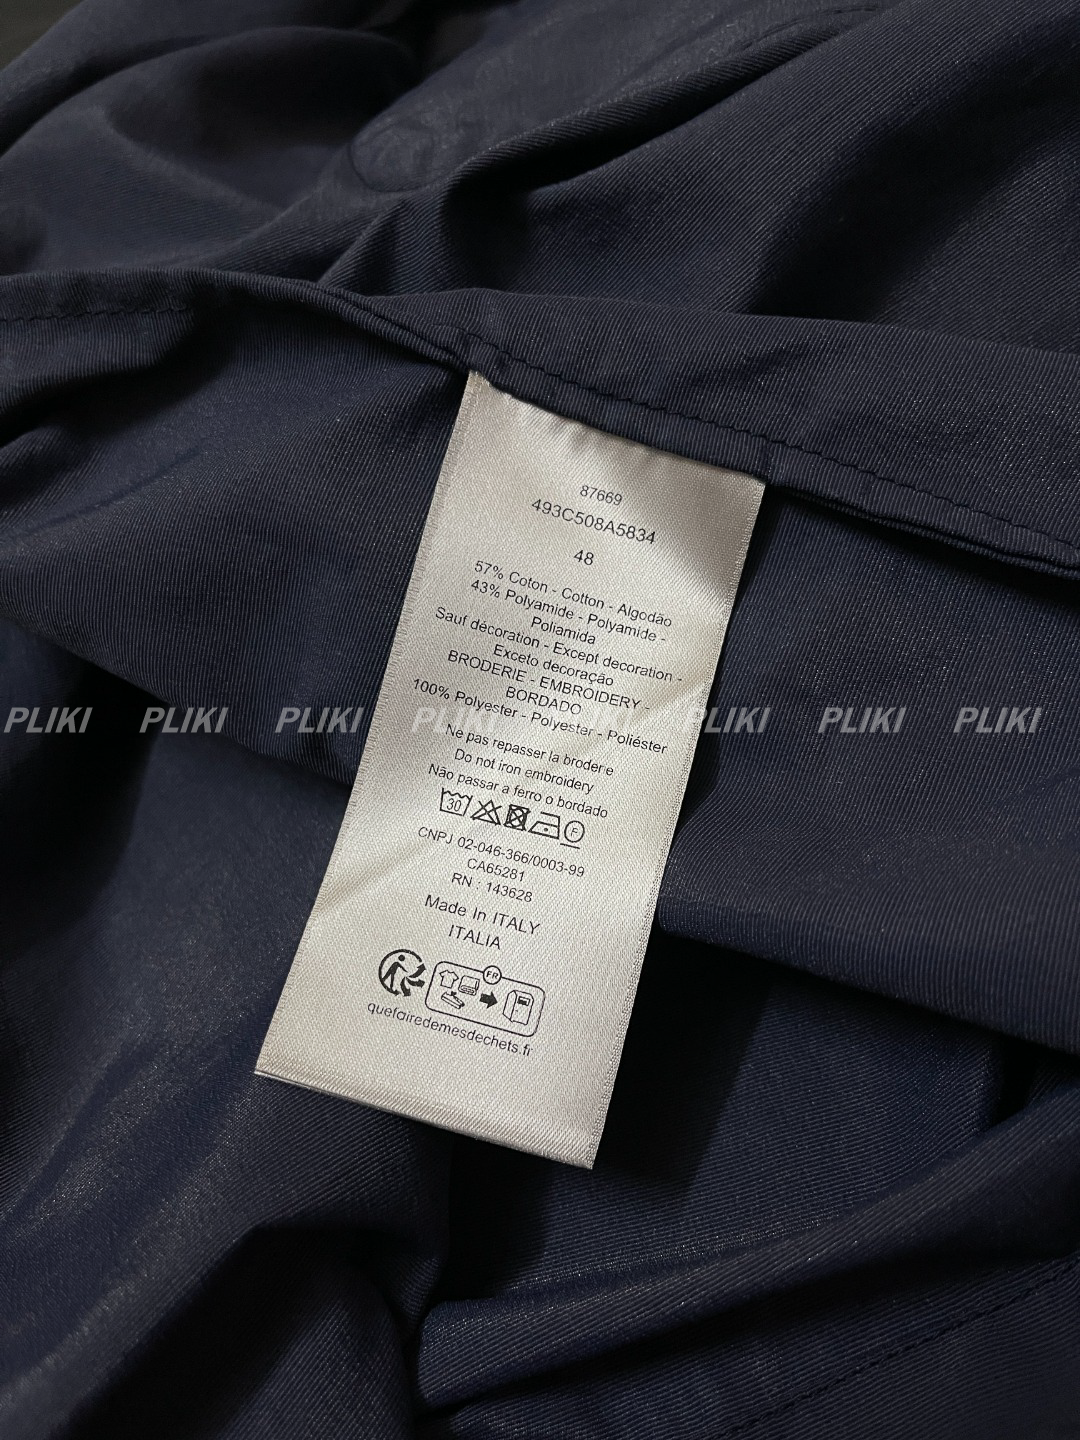 87669
493C508A5834
48
57% Coton - Cotton - Algodão
43% Polyamide - Polyamide -
Poliamida
Sauf décoration - Except decoration -
Exceto decoração
BRODERIE - EMBROIDERY -
BORDADO
100% Polyester - Polyester - Poliéster
Ne pas repasser la broderie
Do not iron embroidery
Não passar a ferro o bordado
30 F
CNPJ 02-046-366/0003-99
CA65281
RN : 143628
Made In ITALY
ITALIA
FR
quefairedemesdechets.fr
PLIKI PLIKI PLIKI PLIKI PLIKI PLIKI PLIKI PLIKI